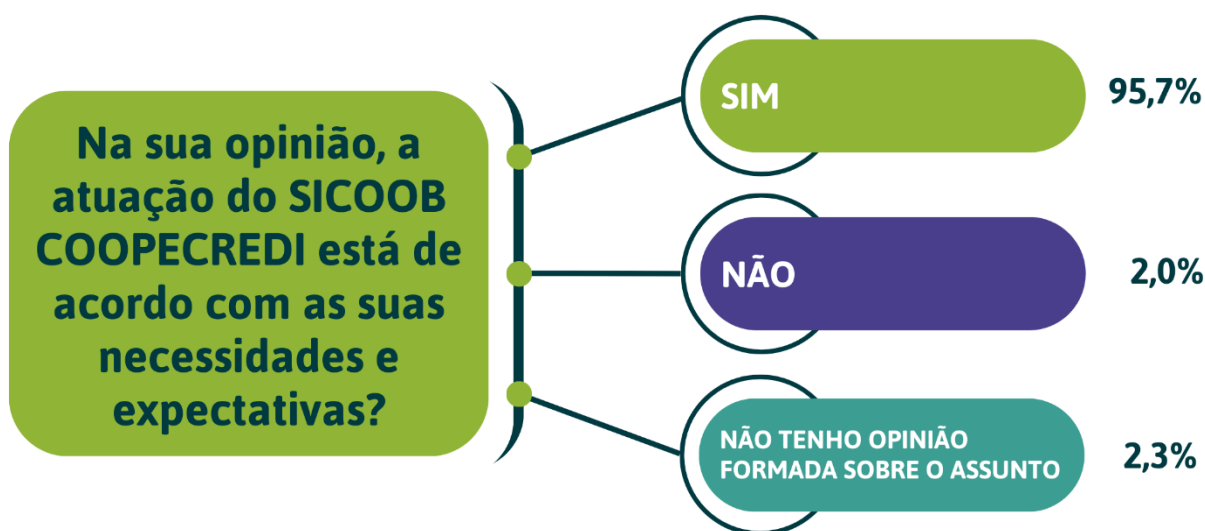 Na sua opinião, a
atuação do SICOOB
COOPECREDI está de
acordo com as suas
necessidades e
expectativas?
SIM
95,7%
NÃO
2,0%
NÃO TENHO OPINIÃO
FORMADA SOBRE O ASSUNTO
2,3%